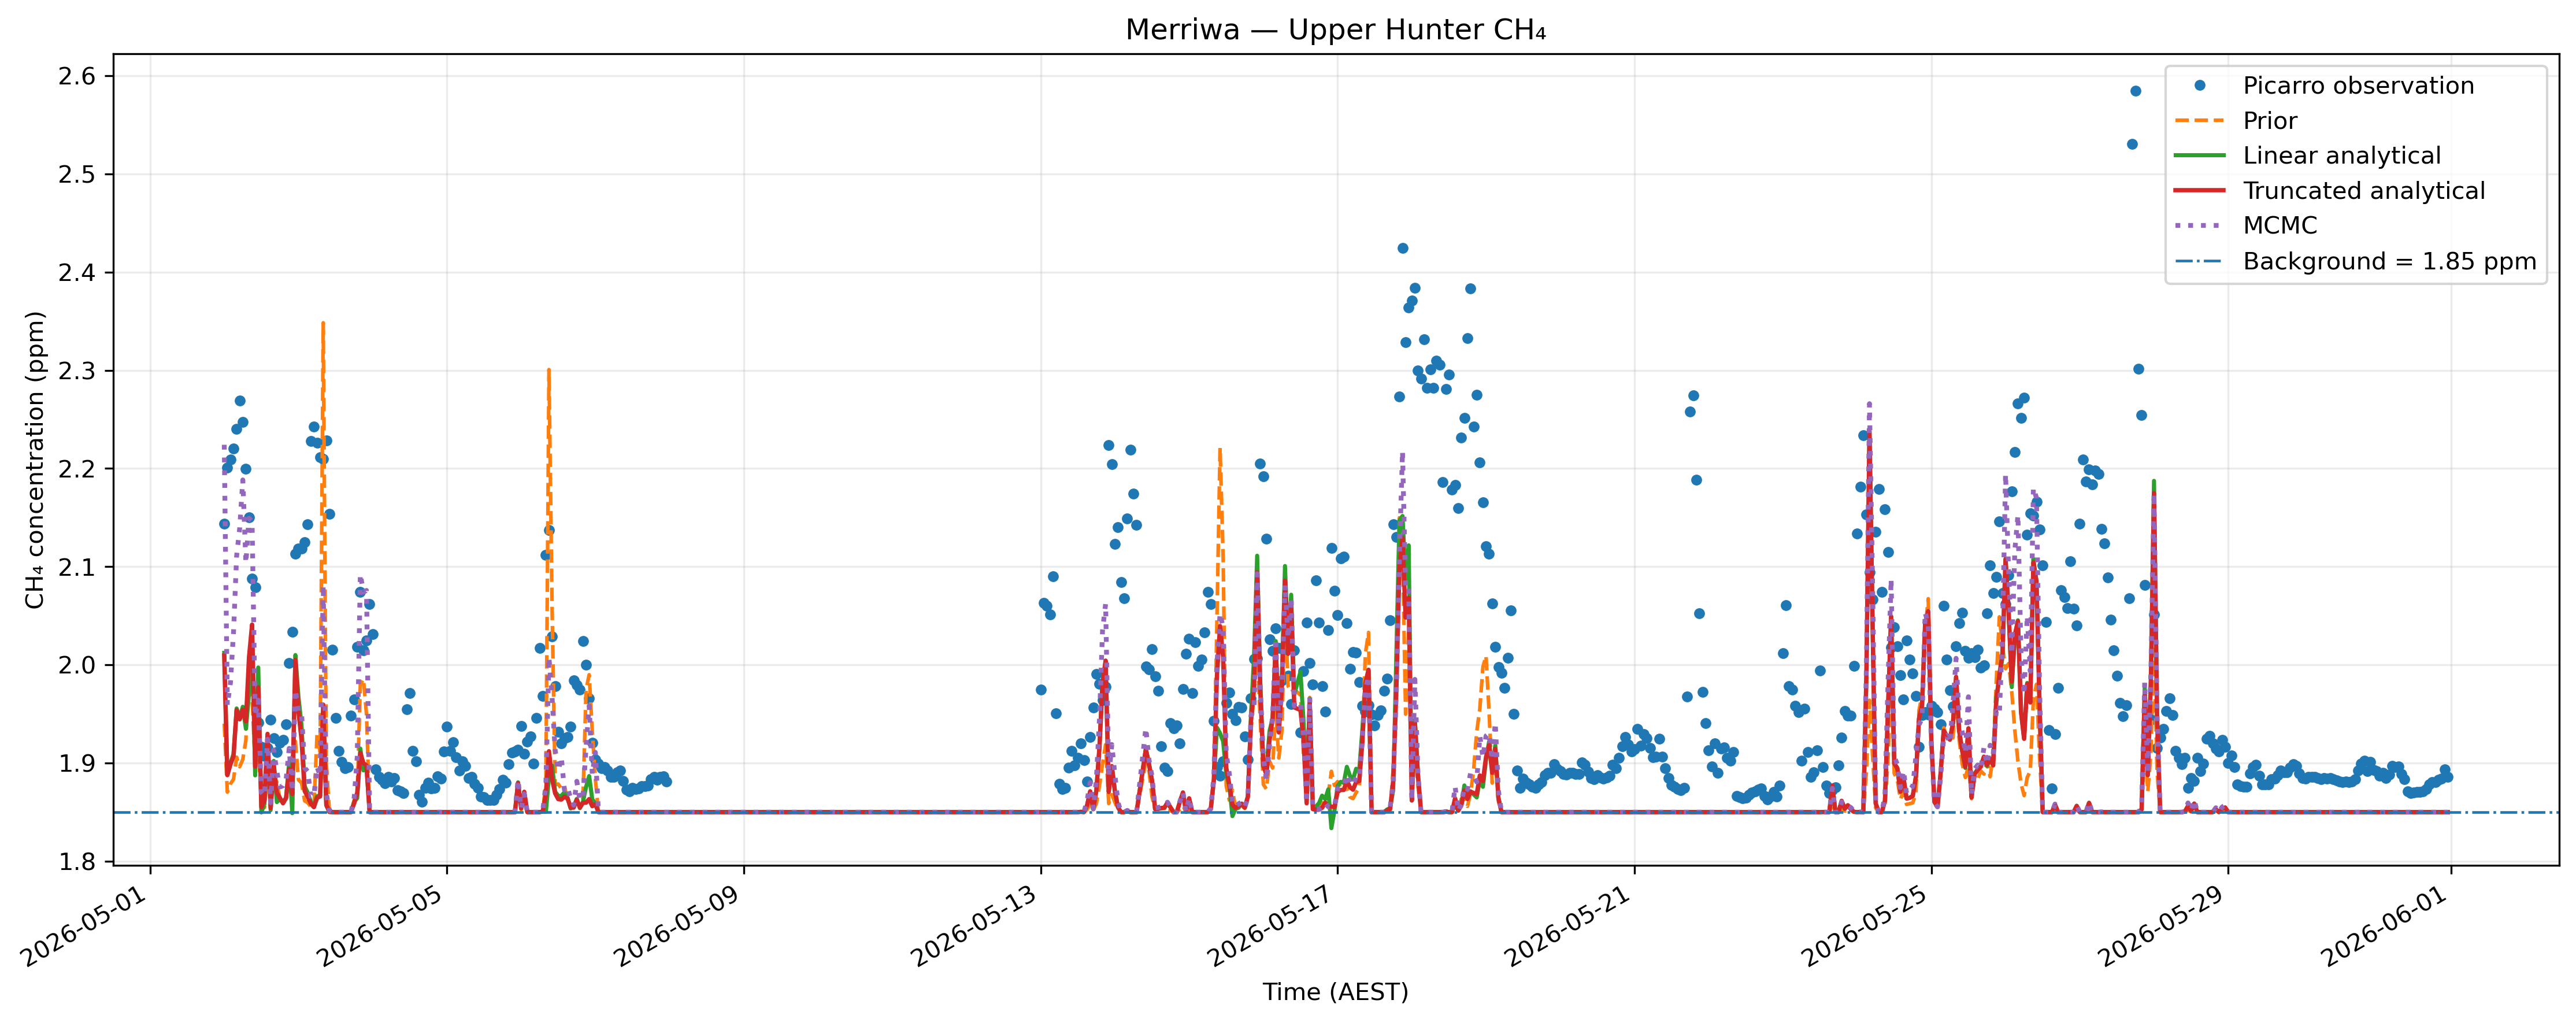 Merriwa — Upper Hunter CH₄
CH₄ concentration (ppm)
2.6
2.5
2.4
2.3
2.2
2.1
2.0
1.9
1.8
Picarro observation
Prior
Linear analytical
Truncated analytical
MCMC
Background = 1.85 ppm
2026-05-01
2026-05-05
2026-05-09
2026-05-13
2026-05-17
2026-05-21
2026-05-25
2026-05-29
2026-06-01
Time (AEST)